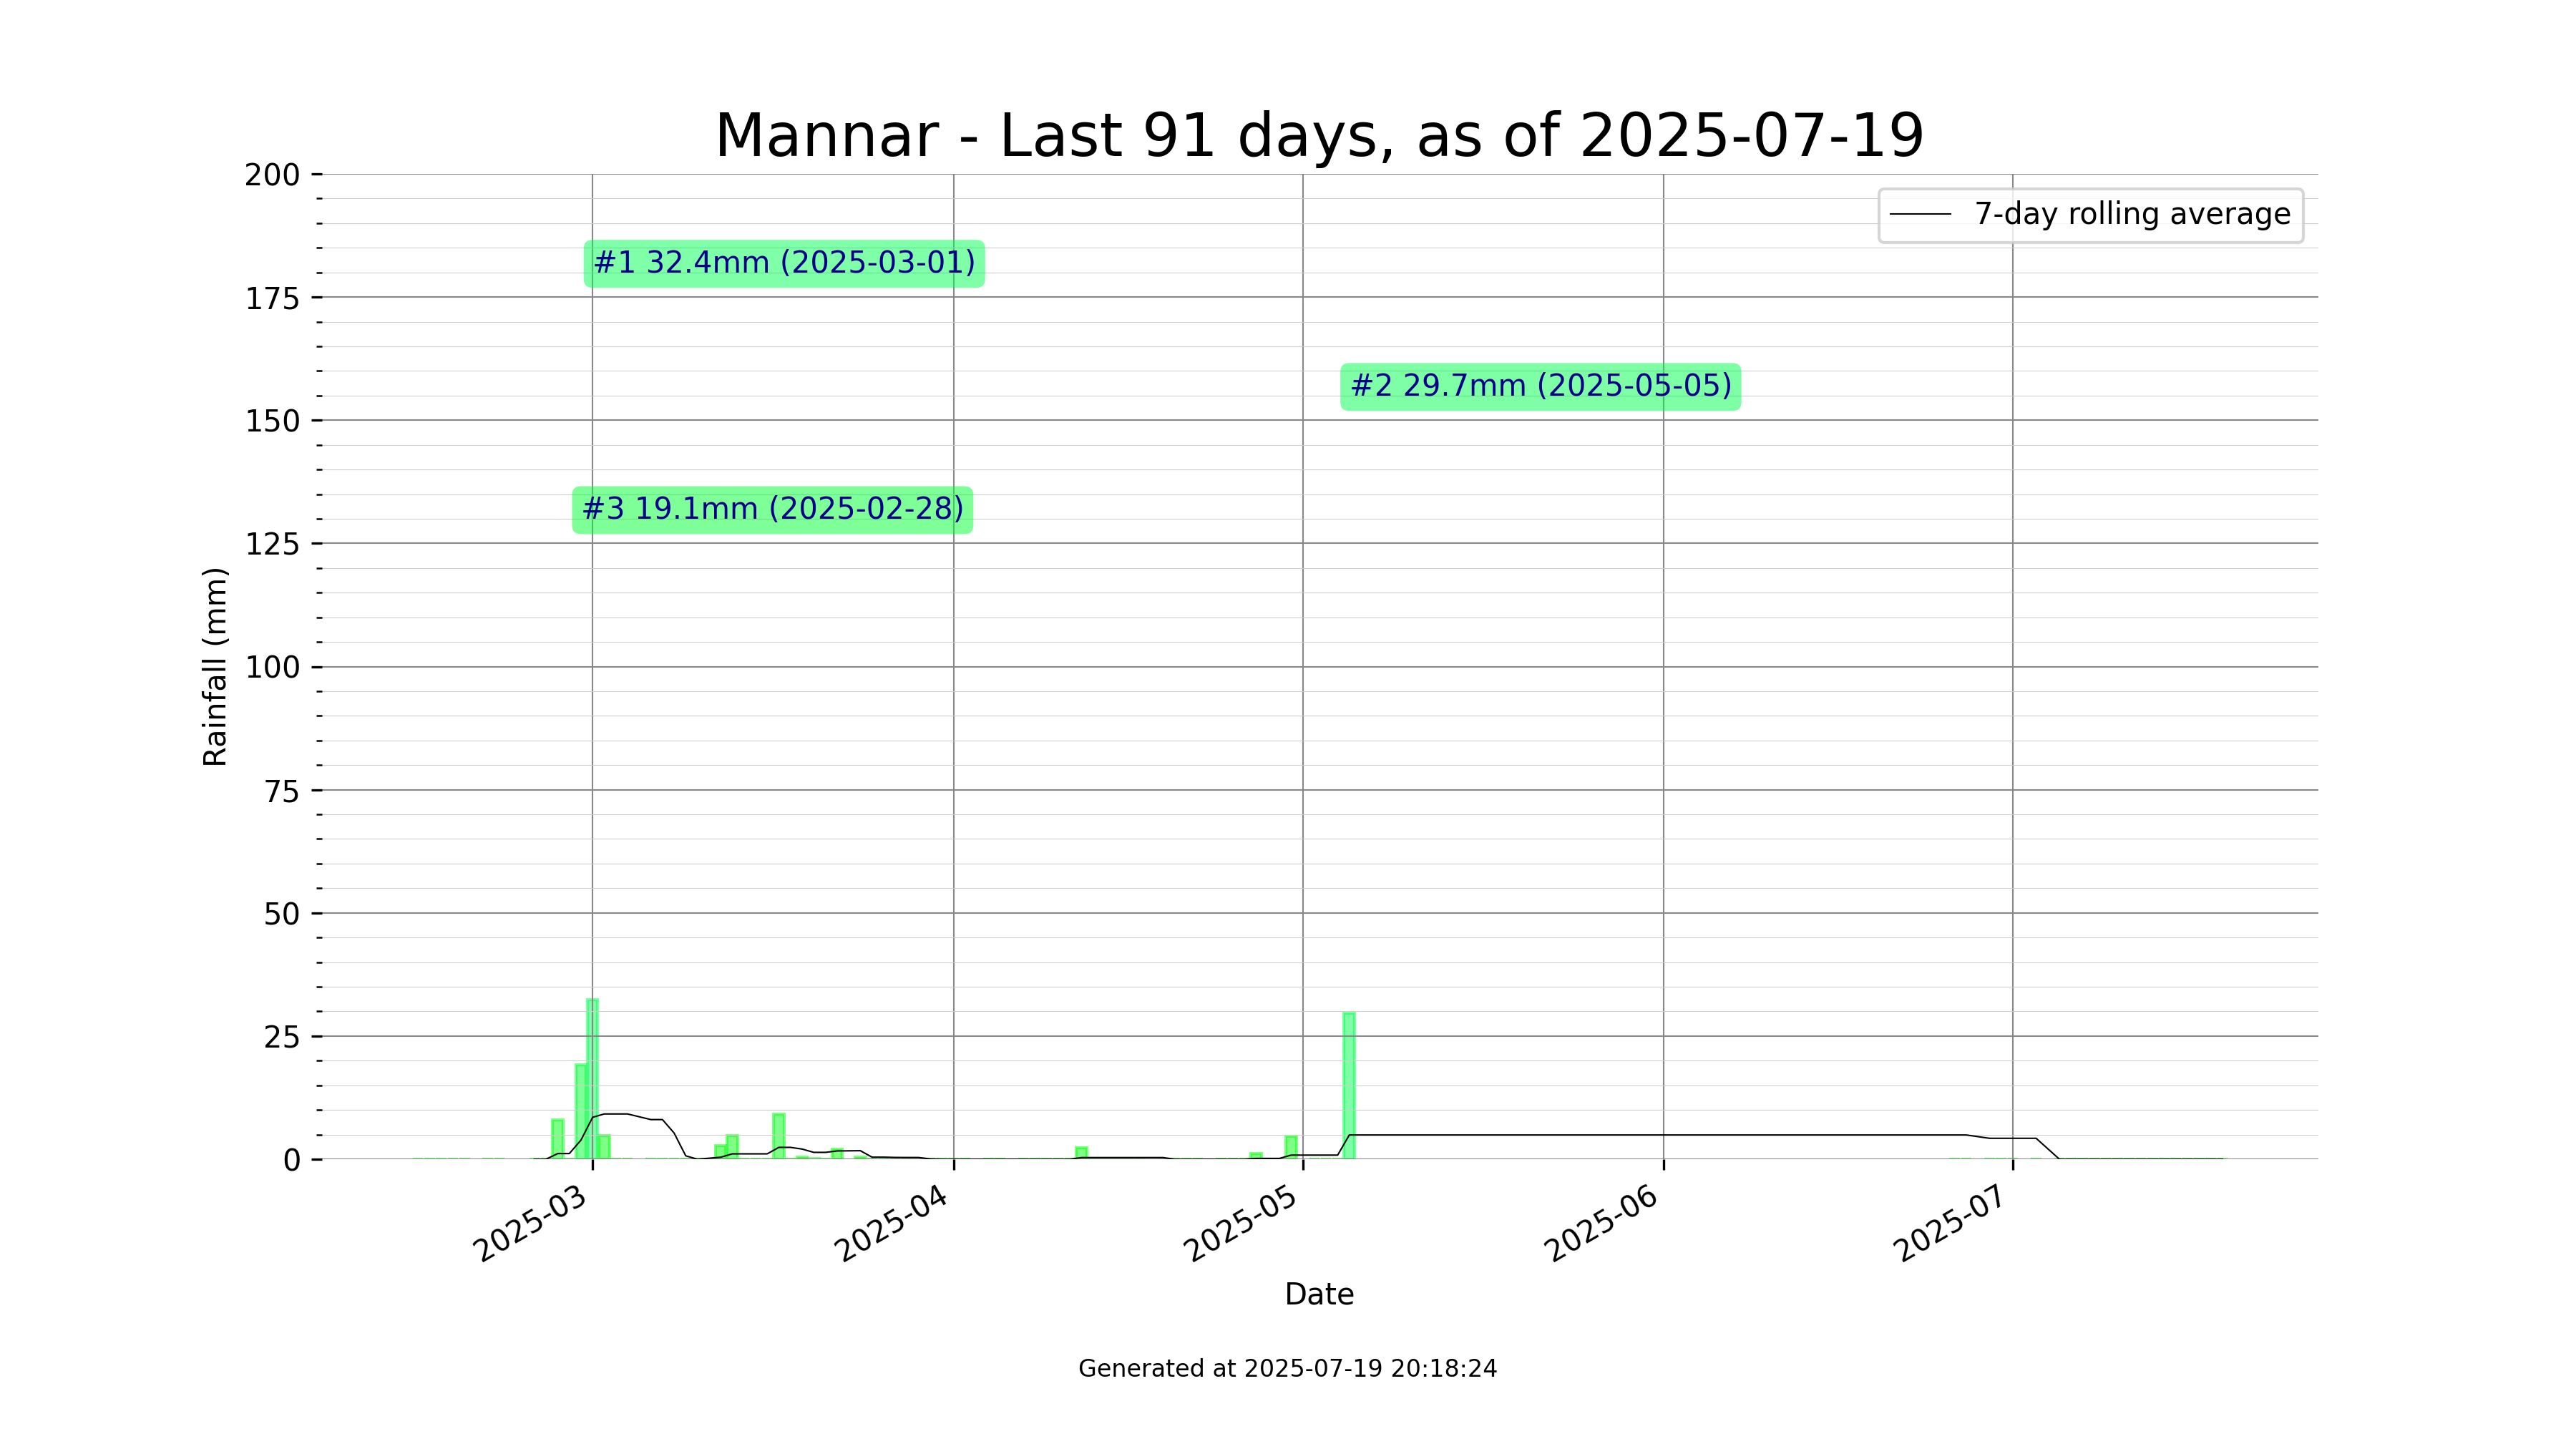 Mannar - Last 91 days, as of 2025-07-19
200
175
150
125
100
75
50
25
0
Rainfall (mm)
7-day rolling average
#1 32.4mm (2025-03-01)
#2 29.7mm (2025-05-05)
#3 19.1mm (2025-02-28)
2025-03
2025-04
2025-05
2025-06
2025-07
Date
Generated at 2025-07-19 20:18:24